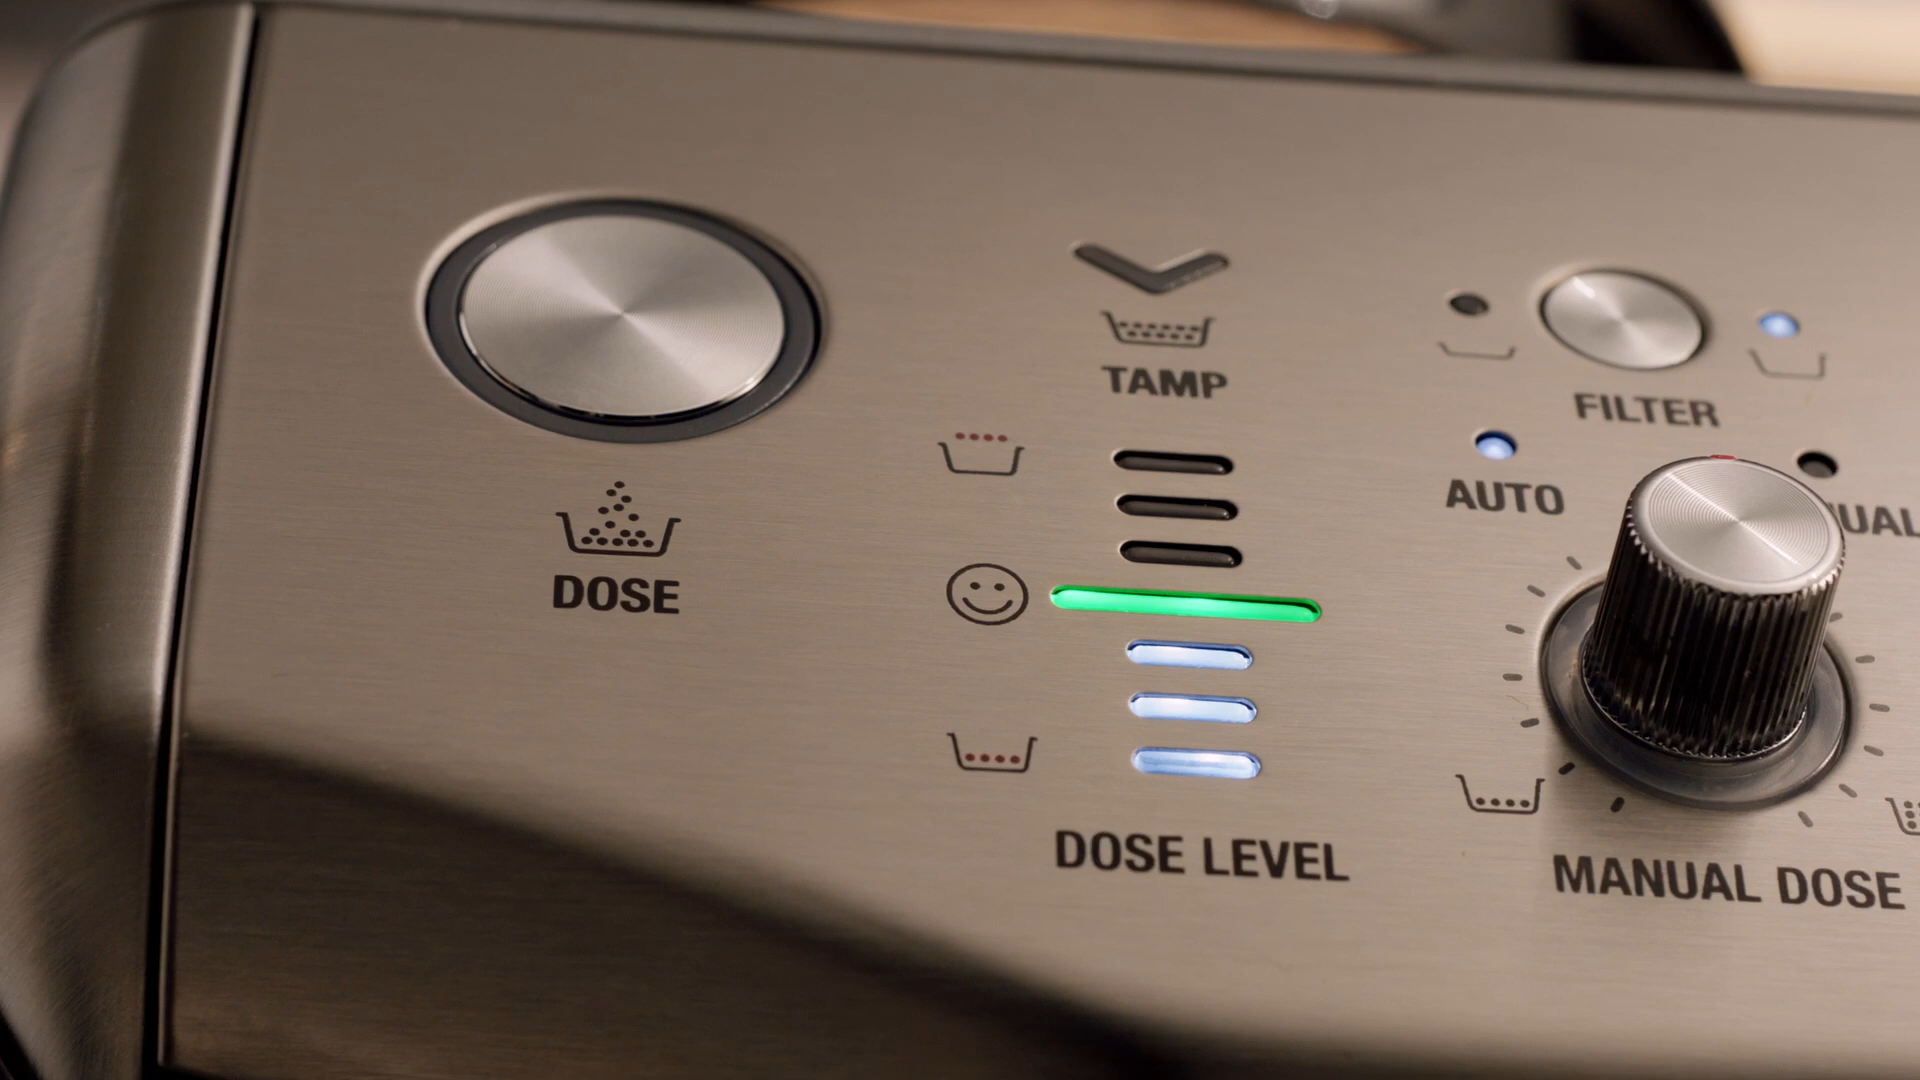 TAMP
FILTER
AUTO
DOSE
DOSE LEVEL
MANUAL DOSE